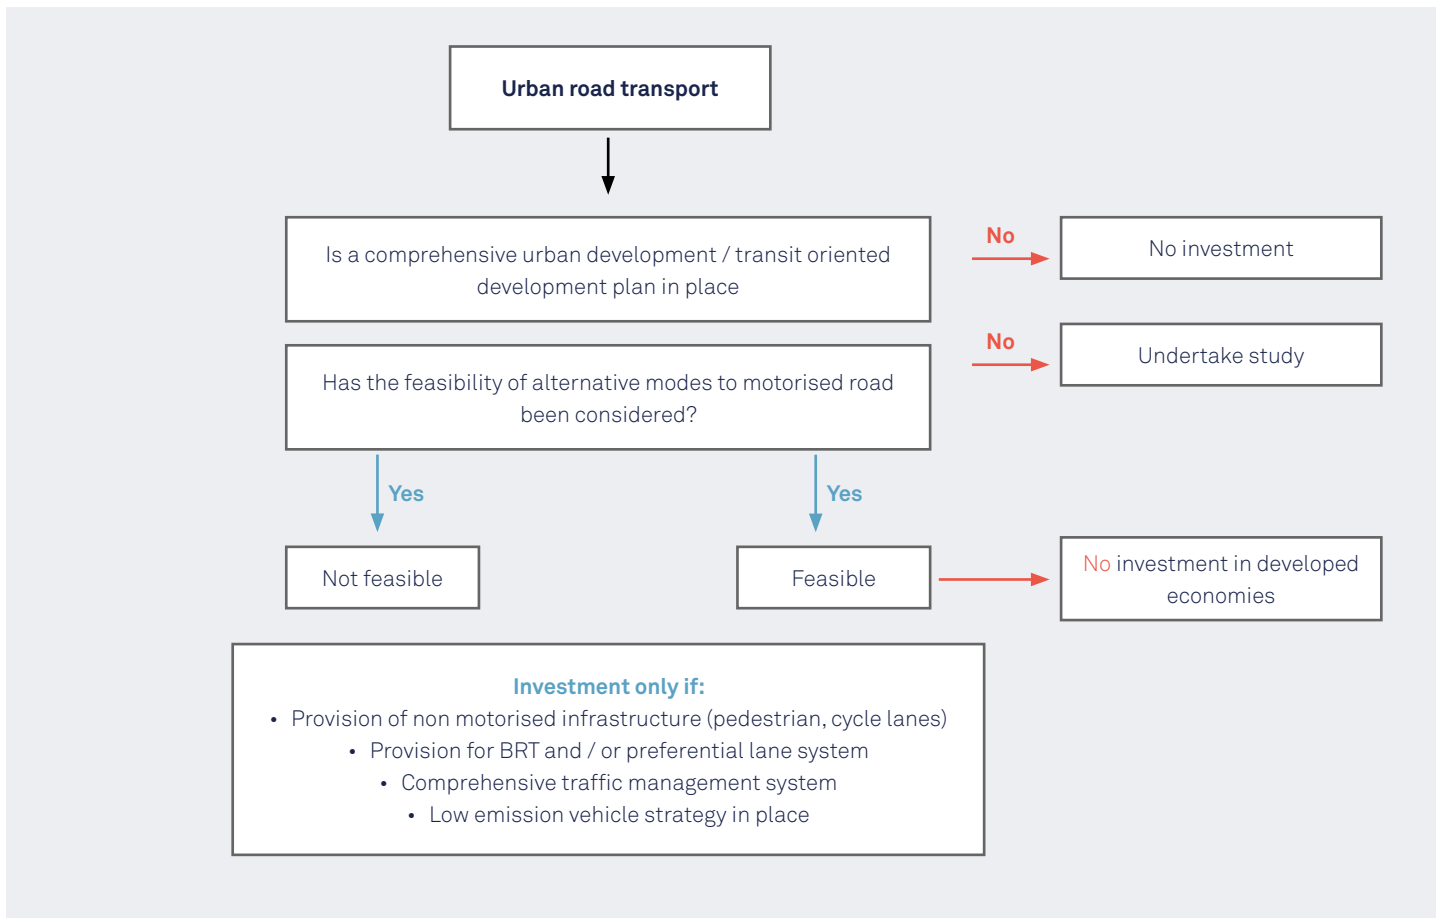 Urban road transport
Is a comprehensive urban development / transit oriented
development plan in place
No
No investment
Has the feasibility of alternative modes to motorised road
been considered?
No
Undertake study
Yes
Yes
Not feasible
Feasible
No investment in developed
economies
Investment only if:
• Provision of non motorised infrastructure (pedestrian, cycle lanes)
• Provision for BRT and / or preferential lane system
• Comprehensive traffic management system
• Low emission vehicle strategy in place